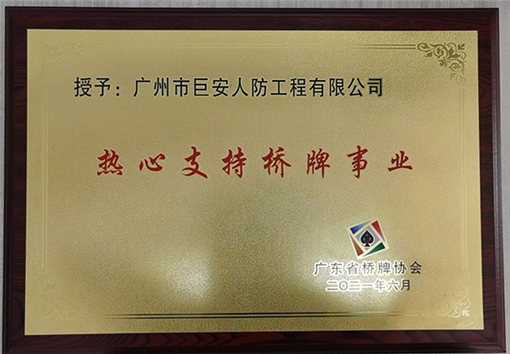 授予：广州市巨安人防工程有限公司
热心支持桥牌事业
广东省桥牌协会
二〇二一年六月